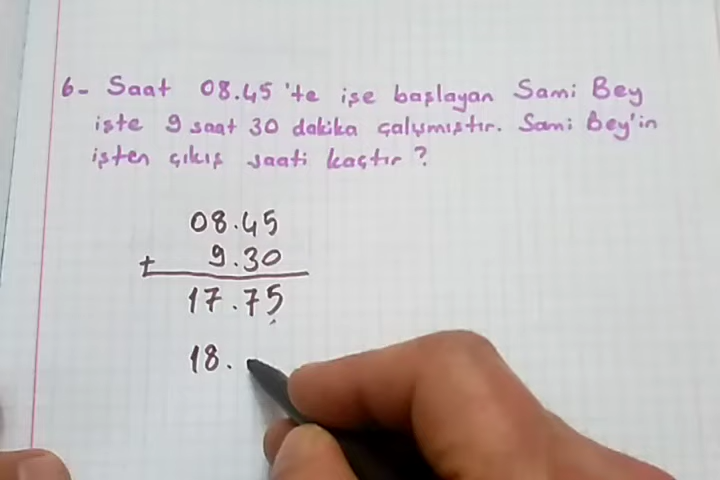 6- Saat 08.45'te işe başlayan Sami Bey
işte 9 saat 30 dakika çalışmıştır. Sami Bey'in
işten çıkış saati kaçtır?
08.45
+ 9.30
17.75
18.